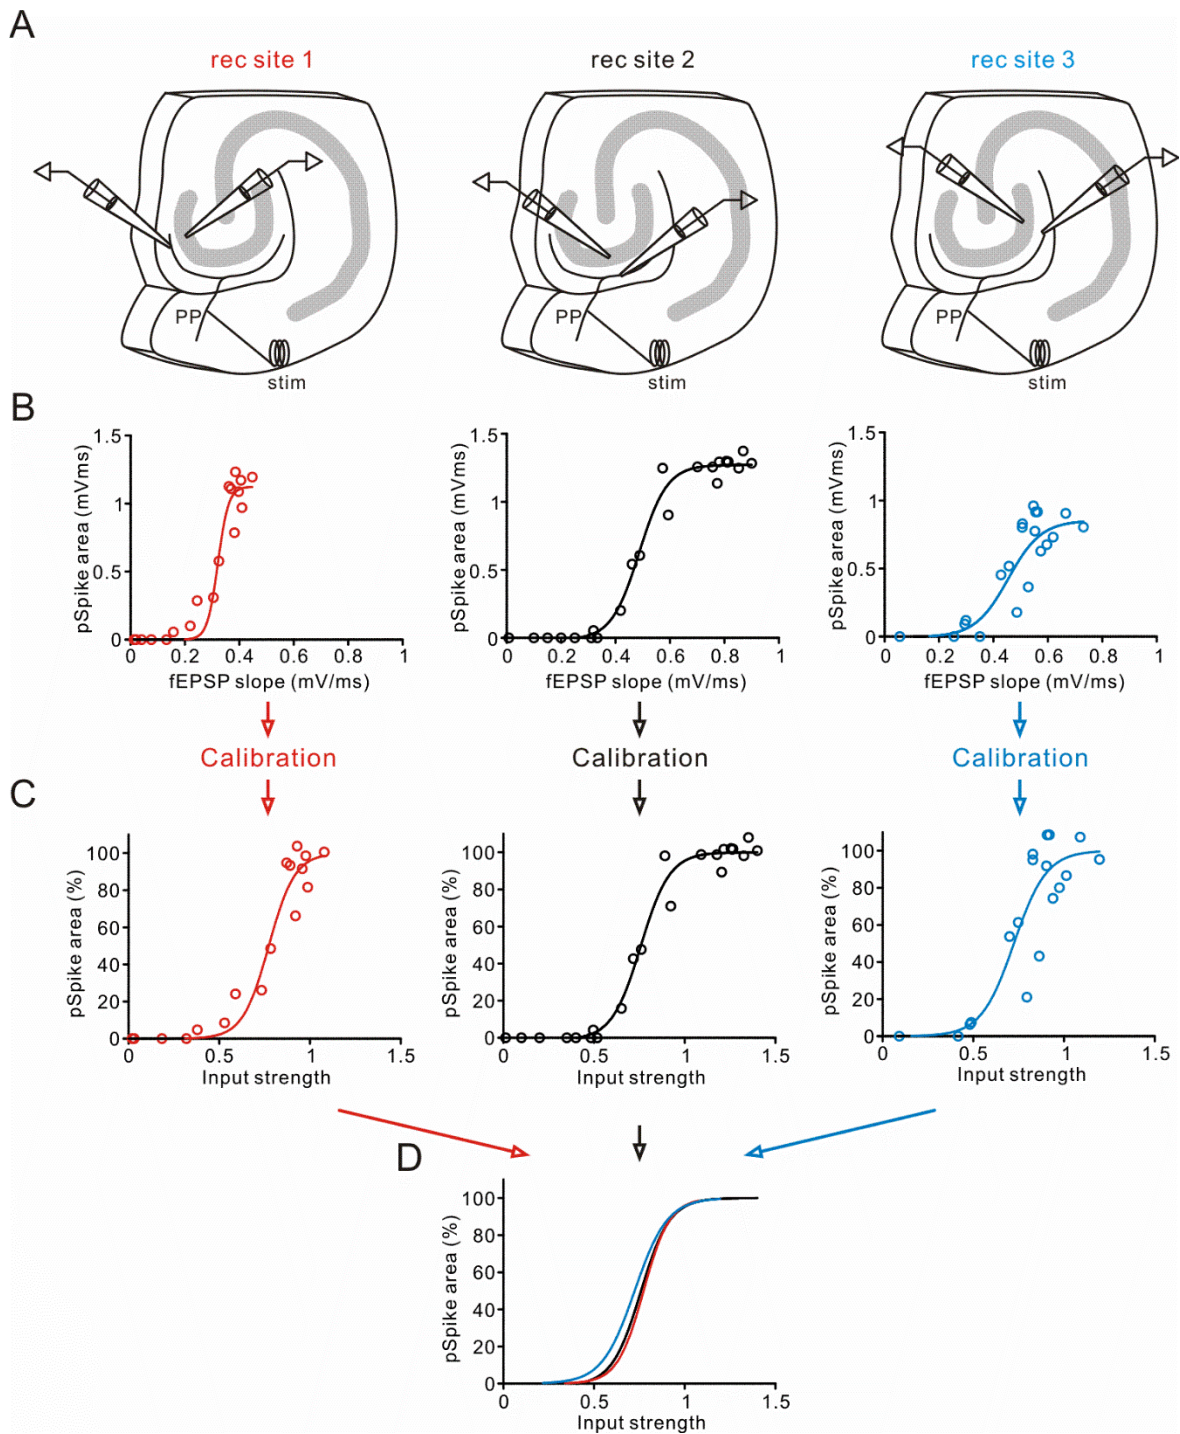 A
rec site 1
rec site 2
rec site 3
PP
PP
PP
stim
stim
stim
B
pSpike area (mVms)
1.5
1
0.5
0
0 0.2 0.4 0.6 0.8 1
fEPSP slope (mV/ms)
pSpike area (mVms)
1.5
1
0.5
0
0 0.2 0.4 0.6 0.8 1
fEPSP slope (mV/ms)
pSpike area (mVms)
1.5
1
0.5
0
0 0.2 0.4 0.6 0.8 1
fEPSP slope (mV/ms)
Calibration
Calibration
Calibration
C
pSpike area (%)
100
80
60
40
20
0
0 0.5 1 1.5
Input strength
pSpike area (%)
100
80
60
40
20
0
0 0.5 1 1.5
Input strength
pSpike area (%)
100
80
60
40
20
0
0 0.5 1 1.5
Input strength
D
pSpike area (%)
100
80
60
40
20
0
0 0.5 1 1.5
Input strength